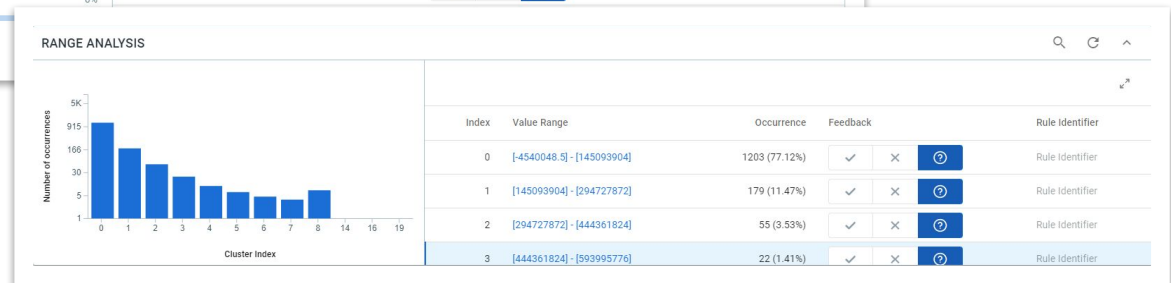 0%
RANGE ANALYSIS
5K
915
166
30
5
1
Number of occurrences
0 1 2 3 4 5 6 7 8 14 16 19
Cluster Index
Index Value Range Occurrence Feedback Rule Identifier
0 [-4540048.5] - [145093904] 1203 (77.12%) Rule Identifier
1 [145093904] - [294727872] 179 (11.47%) Rule Identifier
2 [294727872] - [444361824] 55 (3.53%) Rule Identifier
3 [444361824] - [593995776] 22 (1.41%) Rule Identifier